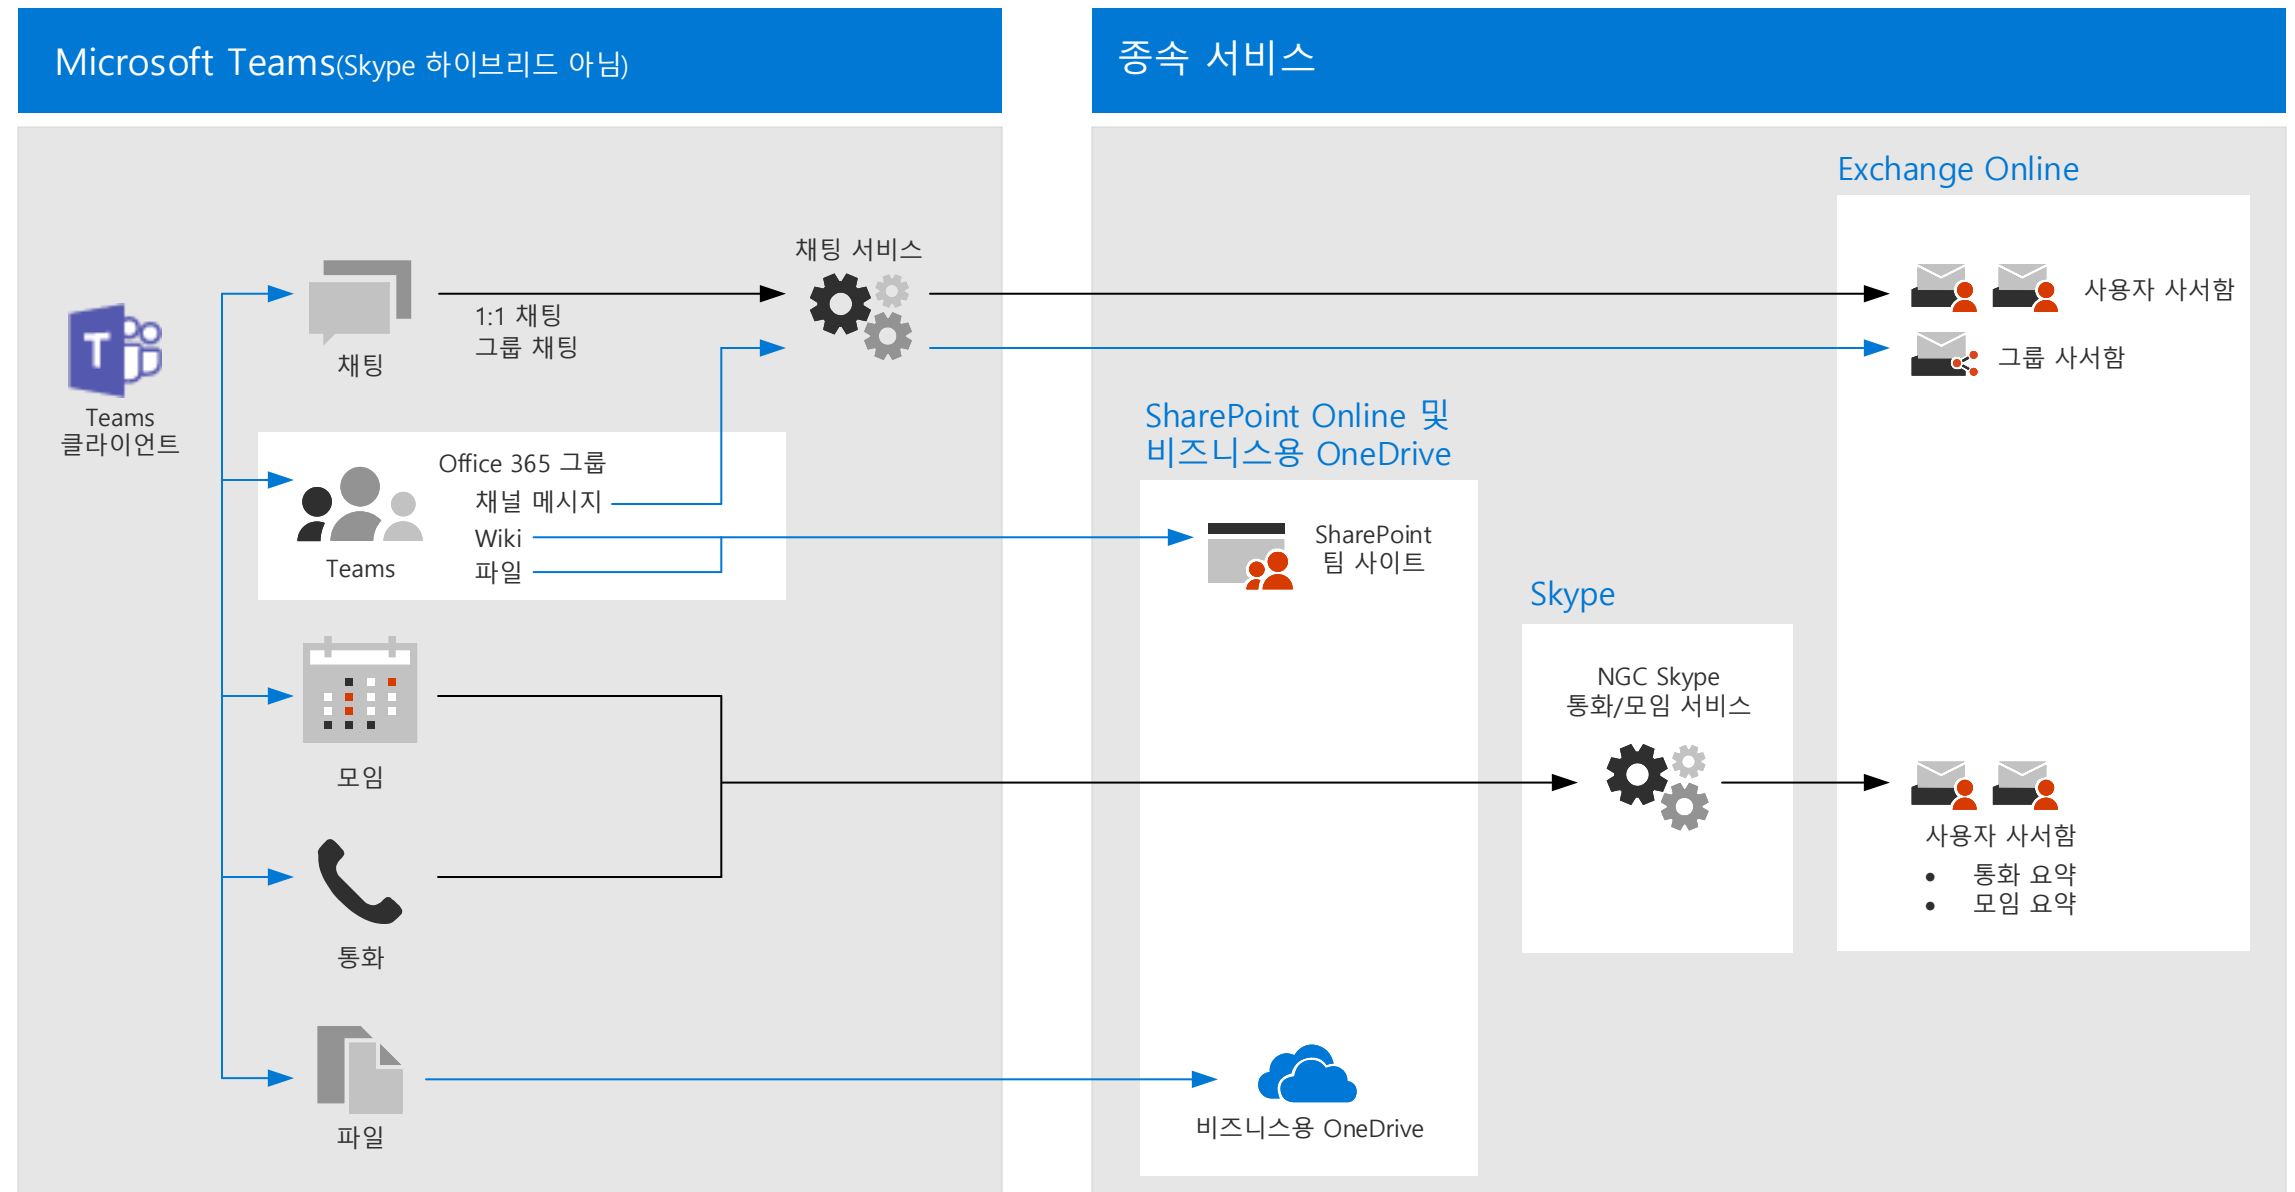 Microsoft Teams(Skype 하이브리드 아님)
종속 서비스
Exchange Online
채팅 서비스
사용자 사서함
1:1 채팅
그룹 채팅
채팅
그룹 사서함
T
Teams
클라이언트
SharePoint Online 및
비즈니스용 OneDrive
Office 365 그룹
채널 메시지
Wiki
파일
Teams
SharePoint
팀 사이트
Skype
NGC Skype
통화/모임 서비스
모임
사용자 사서함
• 통화 요약
• 모임 요약
통화
비즈니스용 OneDrive
파일